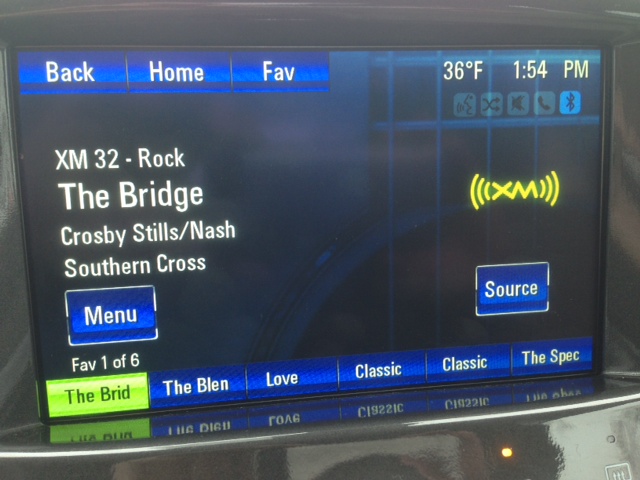 Back Home Fav 36°F 1:54 PM
XM 32 - Rock
The Bridge
((XM))
Crosby Stills/Nash
Southern Cross
Menu Source
Fav 1 of 6
The Brid The Blen Love Classic Classic The Spec